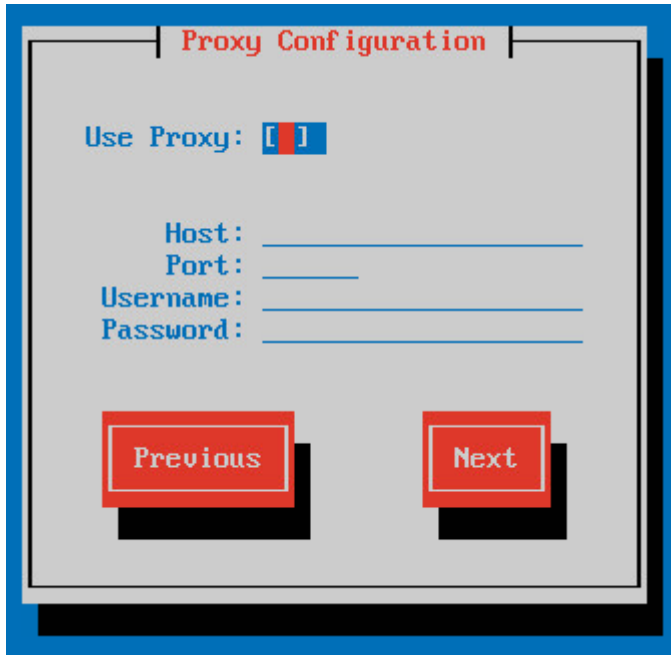 Proxy Configuration
Use Proxy: [ ]
Host:
Port:
Username:
Password:
Previous
Next